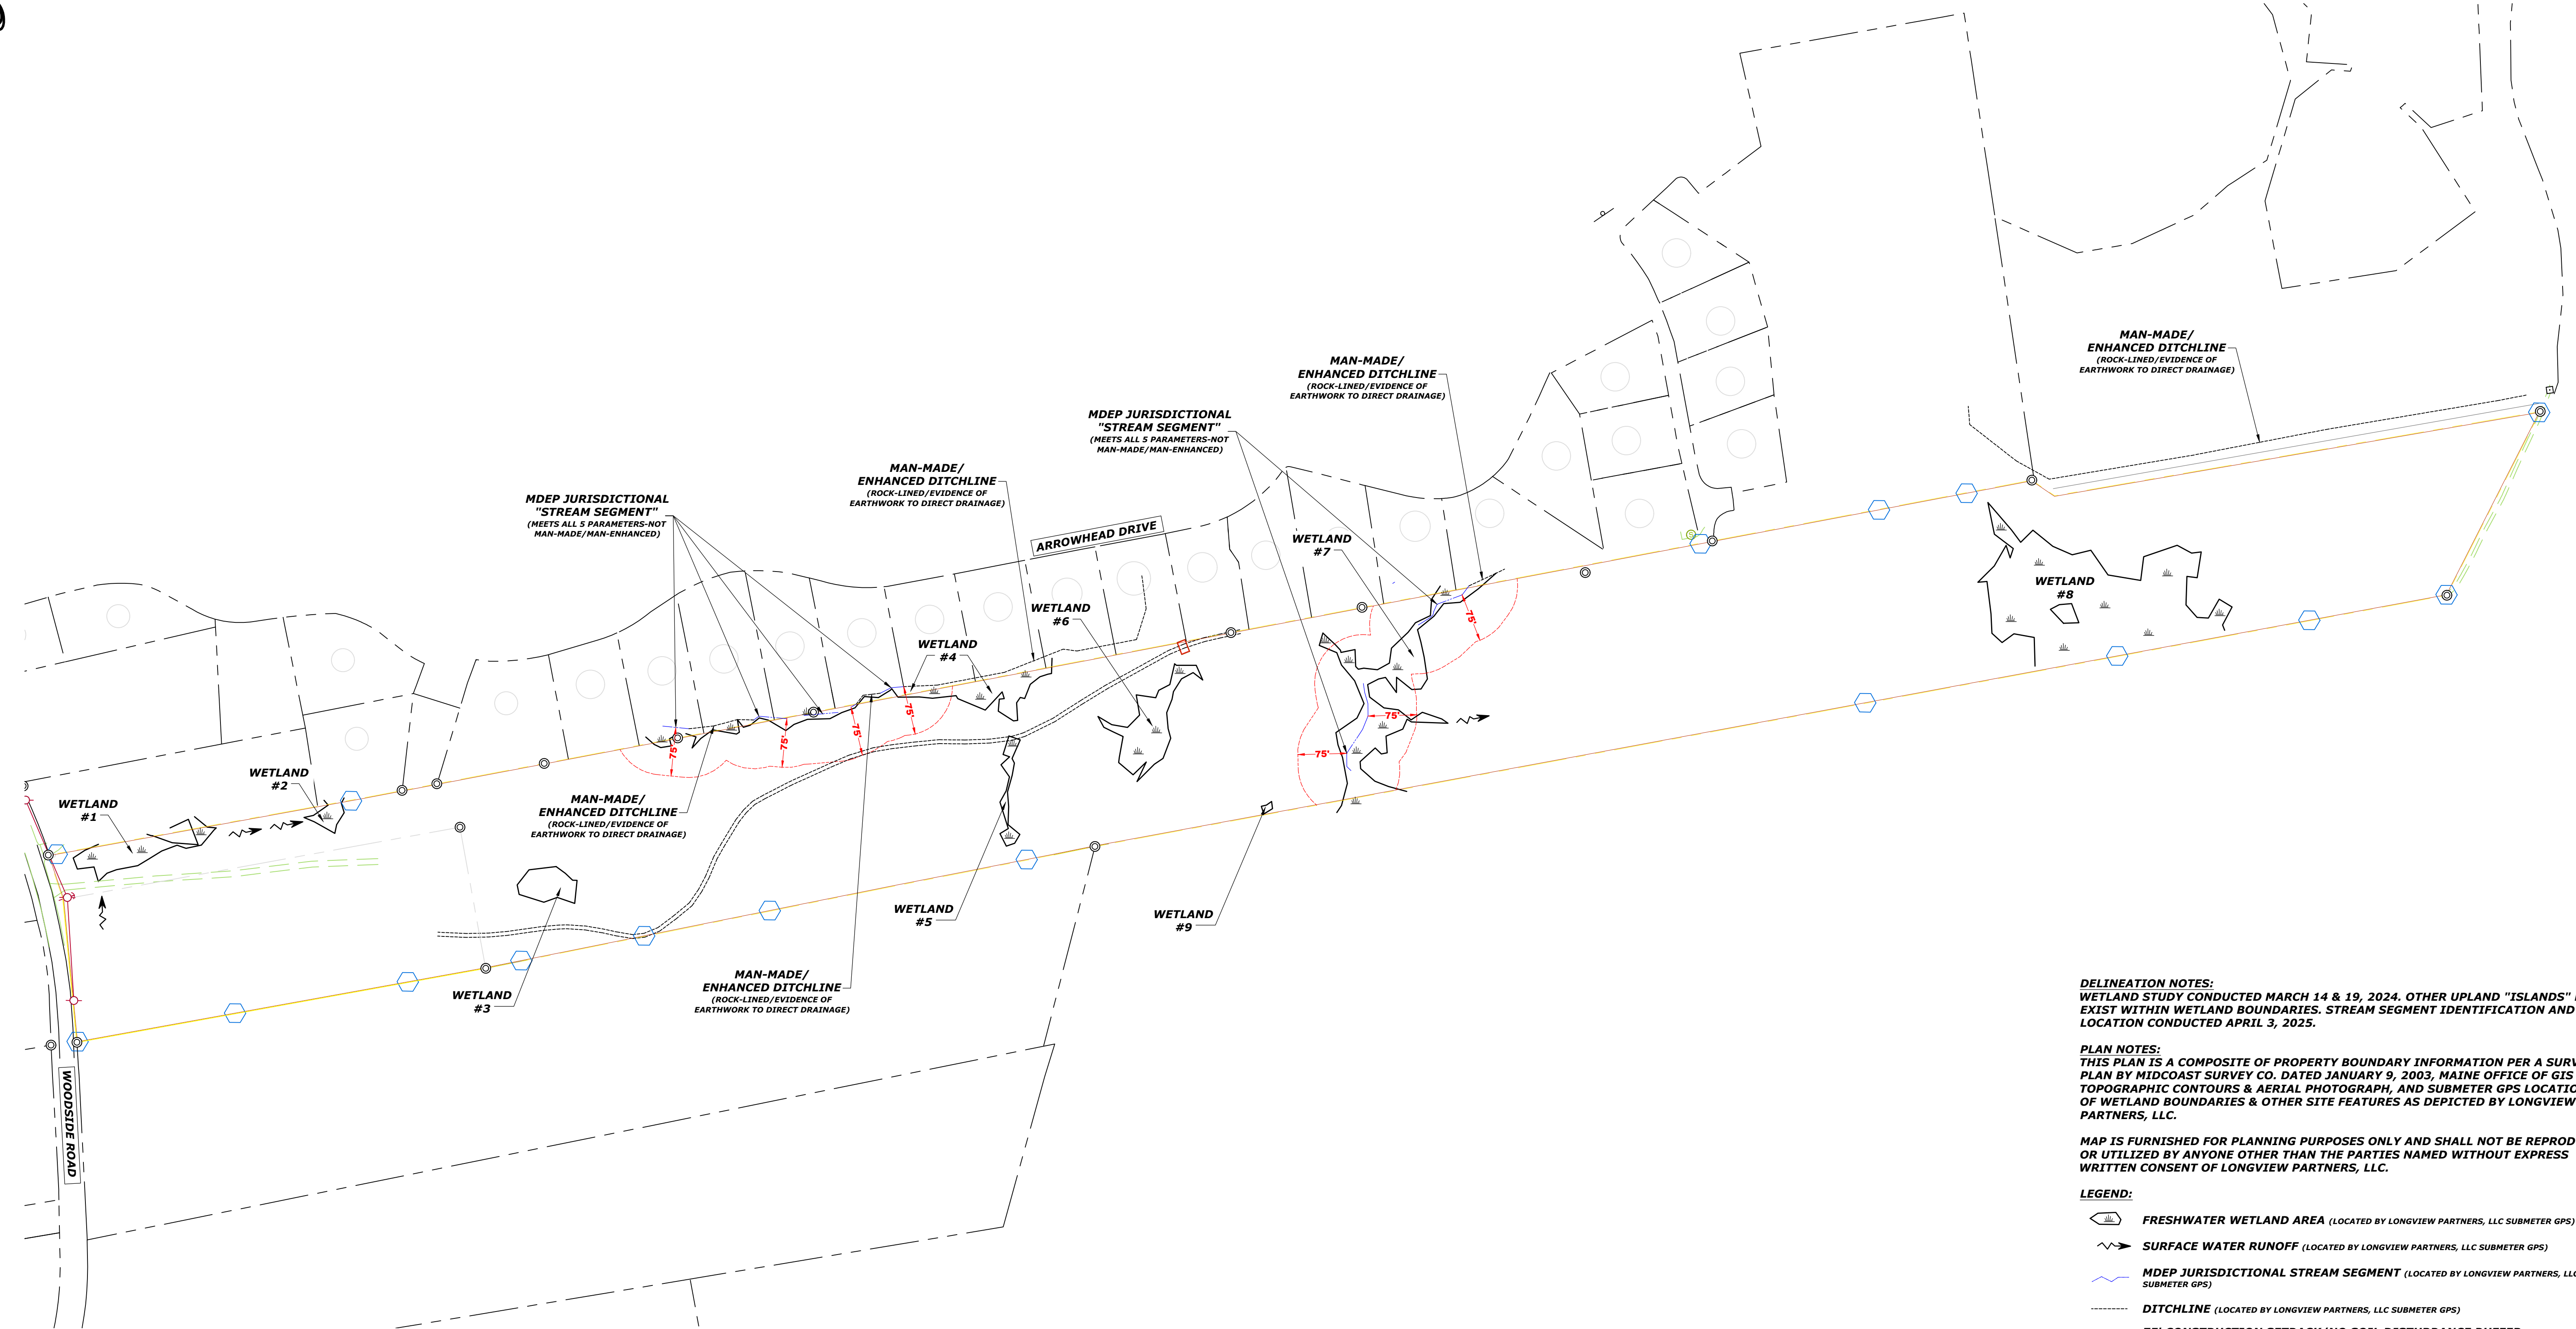 MAN-MADE/
ENHANCED DITCHLINE
(ROCK-LINED/EVIDENCE OF
EARTHWORK TO DIRECT DRAINAGE)
MAN-MADE/
ENHANCED DITCHLINE
(ROCK-LINED/EVIDENCE OF
EARTHWORK TO DIRECT DRAINAGE)
MDEP JURISDICTIONAL
"STREAM SEGMENT"
(MEETS ALL 5 PARAMETERS-NOT
MAN-MADE/MAN-ENHANCED)
MAN-MADE/
ENHANCED DITCHLINE
(ROCK-LINED/EVIDENCE OF
EARTHWORK TO DIRECT DRAINAGE)
MDEP JURISDICTIONAL
"STREAM SEGMENT"
(MEETS ALL 5 PARAMETERS-NOT
MAN-MADE/MAN-ENHANCED)
ARROWHEAD DRIVE
WETLAND
#7
WETLAND
#8
WETLAND
#6
WETLAND
#4
75'
75'
75'
75'
75'
75'
75'
WETLAND
#2
WETLAND
#1
MAN-MADE/
ENHANCED DITCHLINE
(ROCK-LINED/EVIDENCE OF
EARTHWORK TO DIRECT DRAINAGE)
WETLAND
#5
WETLAND
#9
WETLAND
#3
MAN-MADE/
ENHANCED DITCHLINE
(ROCK-LINED/EVIDENCE OF
EARTHWORK TO DIRECT DRAINAGE)
WOODSIDE ROAD
DELINEATION NOTES:
WETLAND STUDY CONDUCTED MARCH 14 & 19, 2024. OTHER UPLAND "ISLANDS"
EXIST WITHIN WETLAND BOUNDARIES. STREAM SEGMENT IDENTIFICATION AND
LOCATION CONDUCTED APRIL 3, 2025.
PLAN NOTES:
THIS PLAN IS A COMPOSITE OF PROPERTY BOUNDARY INFORMATION PER A SURV
PLAN BY MIDCOAST SURVEY CO. DATED JANUARY 9, 2003, MAINE OFFICE OF GIS
TOPOGRAPHIC CONTOURS & AERIAL PHOTOGRAPH, AND SUBMETER GPS LOCATIO
OF WETLAND BOUNDARIES & OTHER SITE FEATURES AS DEPICTED BY LONGVIEW
PARTNERS, LLC.
MAP IS FURNISHED FOR PLANNING PURPOSES ONLY AND SHALL NOT BE REPROD
OR UTILIZED BY ANYONE OTHER THAN THE PARTIES NAMED WITHOUT EXPRESS
WRITTEN CONSENT OF LONGVIEW PARTNERS, LLC.
LEGEND:
FRESHWATER WETLAND AREA (LOCATED BY LONGVIEW PARTNERS, LLC SUBMETER GPS)
SURFACE WATER RUNOFF (LOCATED BY LONGVIEW PARTNERS, LLC SUBMETER GPS)
MDEP JURISDICTIONAL STREAM SEGMENT (LOCATED BY LONGVIEW PARTNERS, LLC
SUBMETER GPS)
DITCHLINE (LOCATED BY LONGVIEW PARTNERS, LLC SUBMETER GPS)